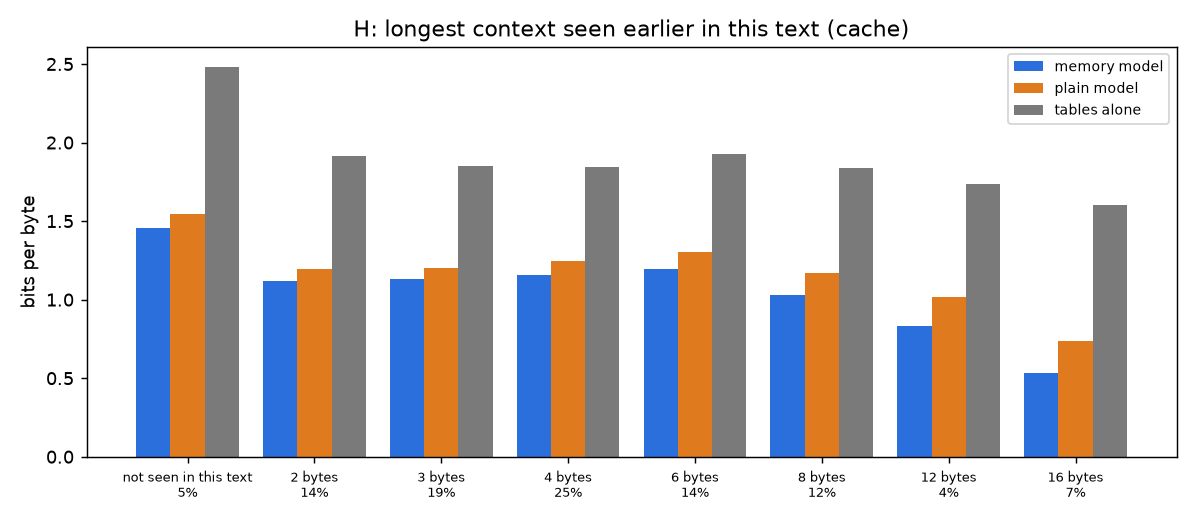 H: longest context seen earlier in this text (cache)
memory model
plain model
tables alone
bits per byte
2.5
2.0
1.5
1.0
0.5
0.0
not seen in this text 2 bytes 3 bytes 4 bytes 6 bytes 8 bytes 12 bytes 16 bytes
5% 14% 19% 25% 14% 12% 4% 7%